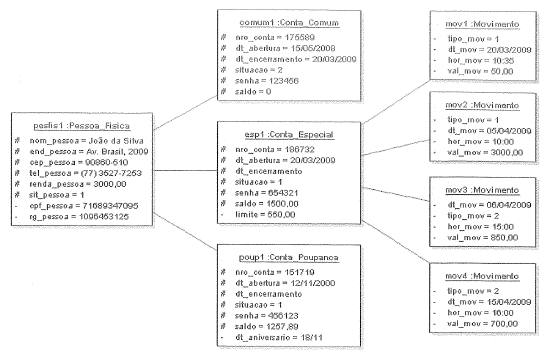 pesfis1 :Pessoa_Fisica
# nom_pessoa = João da Silva
# end_pessoa = Av. Brasil, 2009
# cep_pessoa = 90860-510
# tel_pessoa = (77) 3527-7253
# renda_pessoa = 3000,00
# sit_pessoa = 1
- cpf_pessoa = 71689347095
- rg_pessoa = 1096453125
comum1 :Conta_Comum
# nro_conta = 175589
# dt_abertura = 15/05/2008
# dt_encerramento = 20/03/2009
# situacao = 2
# senha = 123456
# saldo = 0
esp1 :Conta_Especial
# nro_conta = 186732
# dt_abertura = 20/03/2009
# dt_encerramento
# situacao = 1
# senha = 654321
# saldo = 1500,00
- limite = 550,00
poup1 :Conta_Poupanca
# nro_conta = 151719
# dt_abertura = 12/11/2000
# dt_encerramento
# situacao = 1
# senha = 456123
# saldo = 1257,89
- dt_aniversario = 18/11
mov1 :Movimento
- tipo_mov = 1
- dt_mov = 20/03/2009
- hor_mov = 10:35
- val_mov = 50,00
mov2 :Movimento
- tipo_mov = 1
- dt_mov = 05/04/2009
- hor_mov = 10:00
- val_mov = 3000,00
mov3 :Movimento
- dt_mov = 06/04/2009
- tipo_mov = 2
- hor_mov = 15:00
- val_mov = 850,00
mov4 :Movimento
- tipo_mov = 2
- dt_mov = 15/04/2009
- hor_mov = 16:00
- val_mov = 700,00